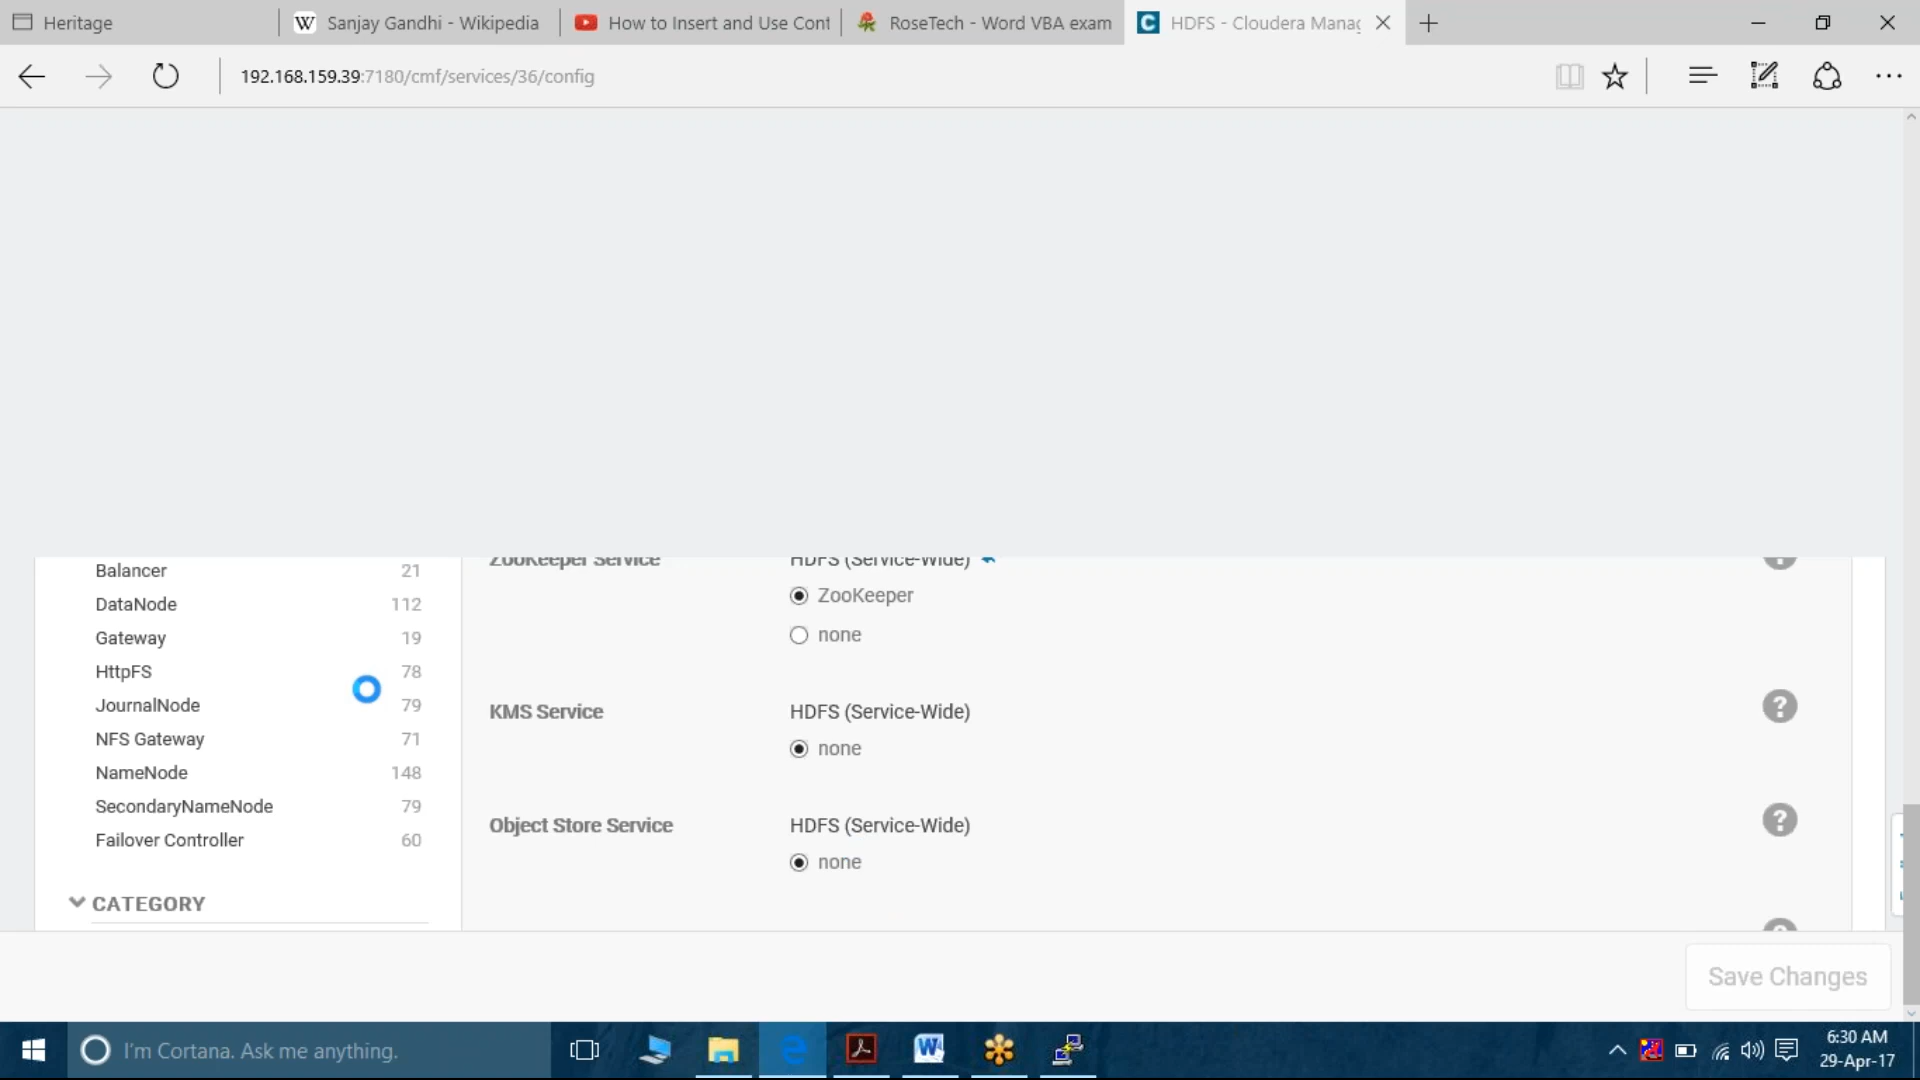 Heritage
Sanjay Gandhi - Wikipedia
How to Insert and Use Cont
RoseTech - Word VBA exam
HDFS - Cloudera Manag
192.168.159.39:7180/cmf/services/36/config
Balancer 21
DataNode 112
Gateway 19
HttpFS 78
JournalNode 79
NFS Gateway 71
NameNode 148
SecondaryNameNode 79
Failover Controller 60
CATEGORY
ZooKeeper Service
HDFS (Service-Wide)
ZooKeeper
none
KMS Service
HDFS (Service-Wide)
none
Object Store Service
HDFS (Service-Wide)
none
Save Changes
I'm Cortana. Ask me anything.
6:30 AM
29-Apr-17